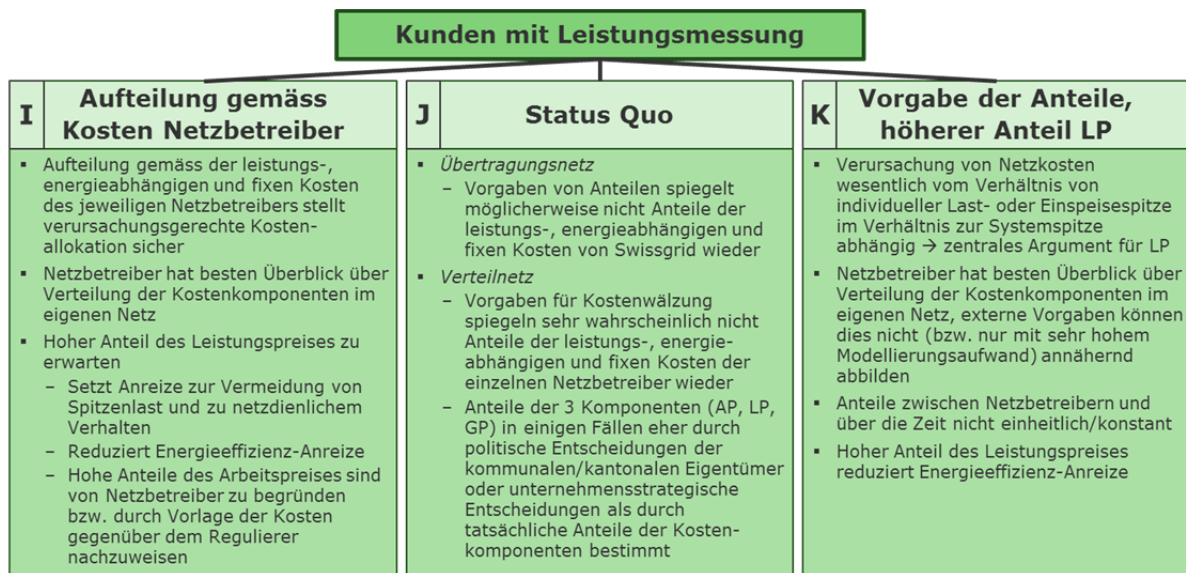 Kunden mit Leistungsmessung
I
Aufteilung gemäss
Kosten Netzbetreiber
▪ Aufteilung gemäss der leistungs-,
energieabhängigen und fixen Kosten
des jeweiligen Netzbetreibers stellt
verursachungsgerechte Kosten-
allokation sicher
▪ Netzbetreiber hat besten Überblick über
Verteilung der Kostenkomponenten im
eigenen Netz
▪ Hoher Anteil des Leistungspreises zu
erwarten
– Setzt Anreize zur Vermeidung von
Spitzenlast und zu netzdienlichem
Verhalten
– Reduziert Energieeffizienz-Anreize
– Hohe Anteile des Arbeitspreises sind
von Netzbetreiber zu begründen
bzw. durch Vorlage der Kosten
gegenüber dem Regulierer
nachzuweisen
J
Status Quo
▪ Übertragungsnetz
– Vorgaben von Anteilen spiegelt
möglicherweise nicht Anteile der
leistungs-, energieabhängigen und
fixen Kosten von Swissgrid wieder
▪ Verteilnetz
– Vorgaben für Kostenwälzung
spiegeln sehr wahrscheinlich nicht
Anteile der leistungs-, energie-
abhängigen und fixen Kosten der
einzelnen Netzbetreiber wieder
– Anteile der 3 Komponenten (AP, LP,
GP) in einigen Fällen eher durch
politische Entscheidungen der
kommunalen/kantonalen Eigentümer
oder unternehmensstrategische
Entscheidungen als durch
tatsächliche Anteile der Kosten-
komponenten bestimmt
K
Vorgabe der Anteile,
höherer Anteil LP
▪ Verursachung von Netzkosten
wesentlich vom Verhältnis von
individueller Last- oder Einspeisespitze
im Verhältnis zur Systemspitze
abhängig → zentrales Argument für LP
▪ Netzbetreiber hat besten Überblick über
Verteilung der Kostenkomponenten im
eigenen Netz, externe Vorgaben können
dies nicht (bzw. nur mit sehr hohem
Modellierungsaufwand) annähernd
abbilden
▪ Anteile zwischen Netzbetreibern und
über die Zeit nicht einheitlich/konstant
▪ Hoher Anteil des Leistungspreises
reduziert Energieeffizienz-Anreize